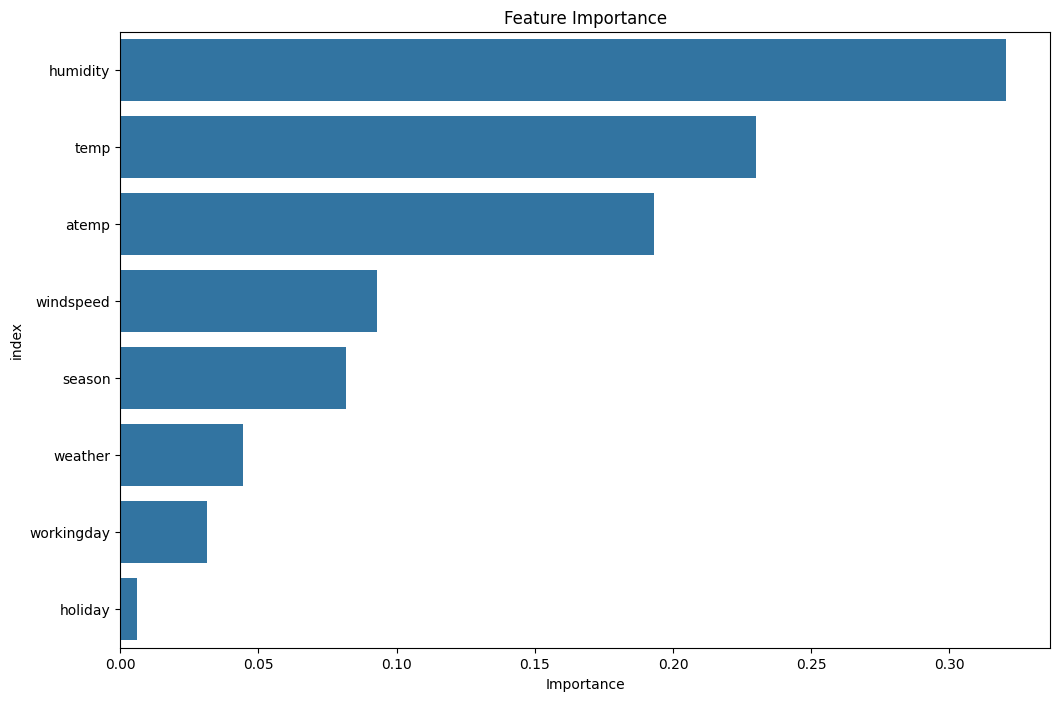 Feature Importance
humidity
temp
atemp
windspeed
season
weather
workingday
holiday
index
0.00 0.05 0.10 0.15 0.20 0.25 0.30
Importance